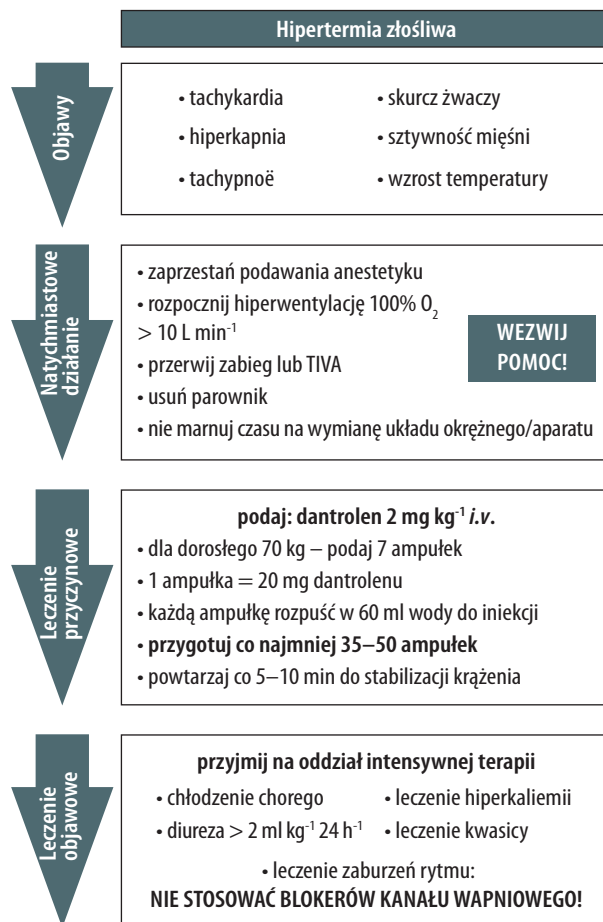 Hipertermia złośliwa
Objawy
• tachykardia
• skurcz żwaczy
• hiperkapnia
• sztywność mięśni
• tachypnoë
• wzrost temperatury
Natychmiastowe
działanie
• zaprzestań podawania anestetyku
• rozpocznij hiperwentylację 100% O₂
> 10 L min⁻¹
• przerwij zabieg lub TIVA
• usuń parownik
• nie marnuj czasu na wymianę układu okrężnego/aparatu
WEZWIJ
POMOC!
Leczenie
przyczynowe
podaj: dantrolen 2 mg kg⁻¹ i.v.
• dla dorosłego 70 kg – podaj 7 ampułek
• 1 ampułka = 20 mg dantrolenu
• każdą ampułkę rozpuść w 60 ml wody do iniekcji
• przygotuj co najmniej 35–50 ampułek
• powtarzaj co 5–10 min do stabilizacji krążenia
Leczenie
objawowe
przyjmij na oddział intensywnej terapii
• chłodzenie chorego
• leczenie hiperkaliemii
• diureza > 2 ml kg⁻¹ 24 h⁻¹
• leczenie kwasicy
• leczenie zaburzeń rytmu:
NIE STOSOWAĆ BLOKERÓW KANAŁU WAPNIOWEGO!